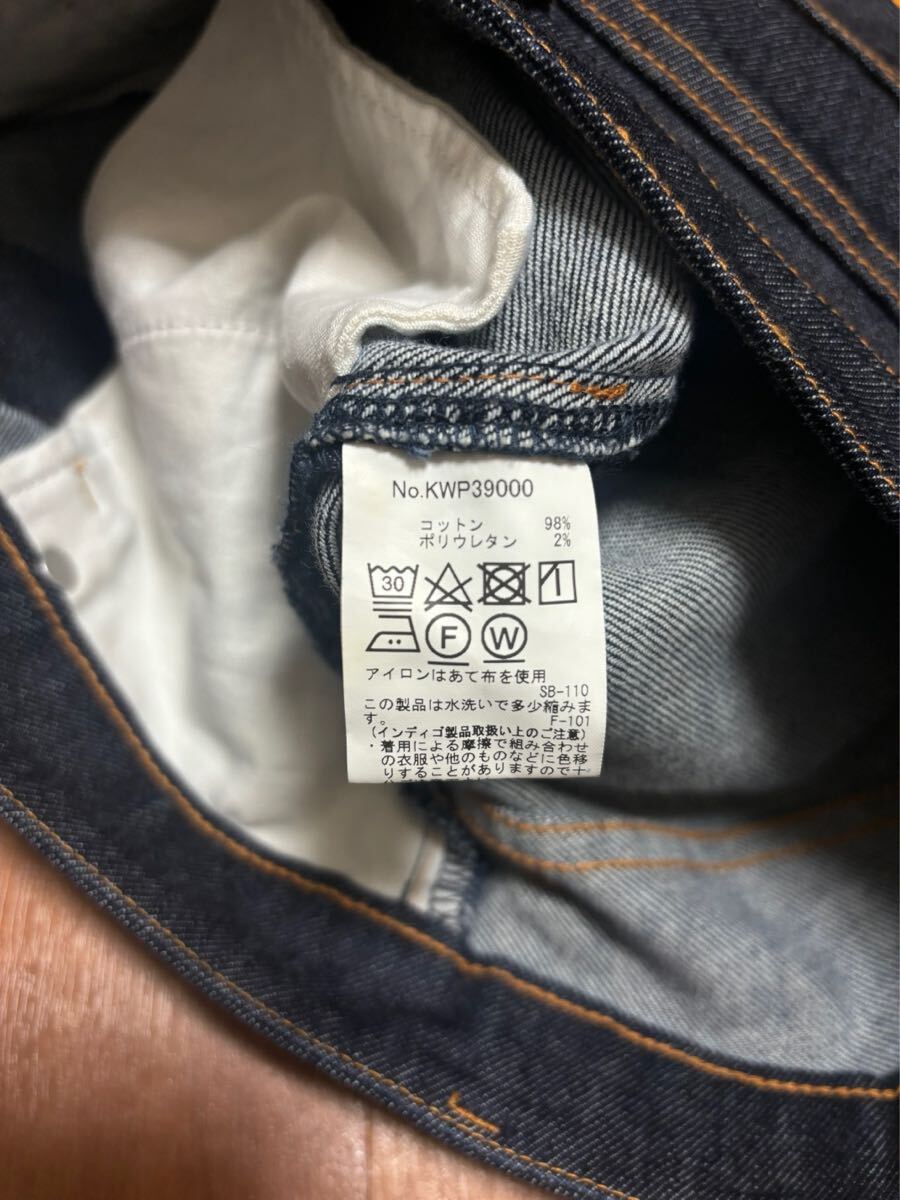 No.KWP39000
コットン 98%
ポリウレタン 2%
30
F W
アイロンはあて布を使用
SB-110
この製品は水洗いで多少縮みま
す。 F-101
(インディゴ製品取扱い上のご注意)
・着用による摩擦で組み合わせ
の衣服や他のものなどに色移
りすることがありますので十